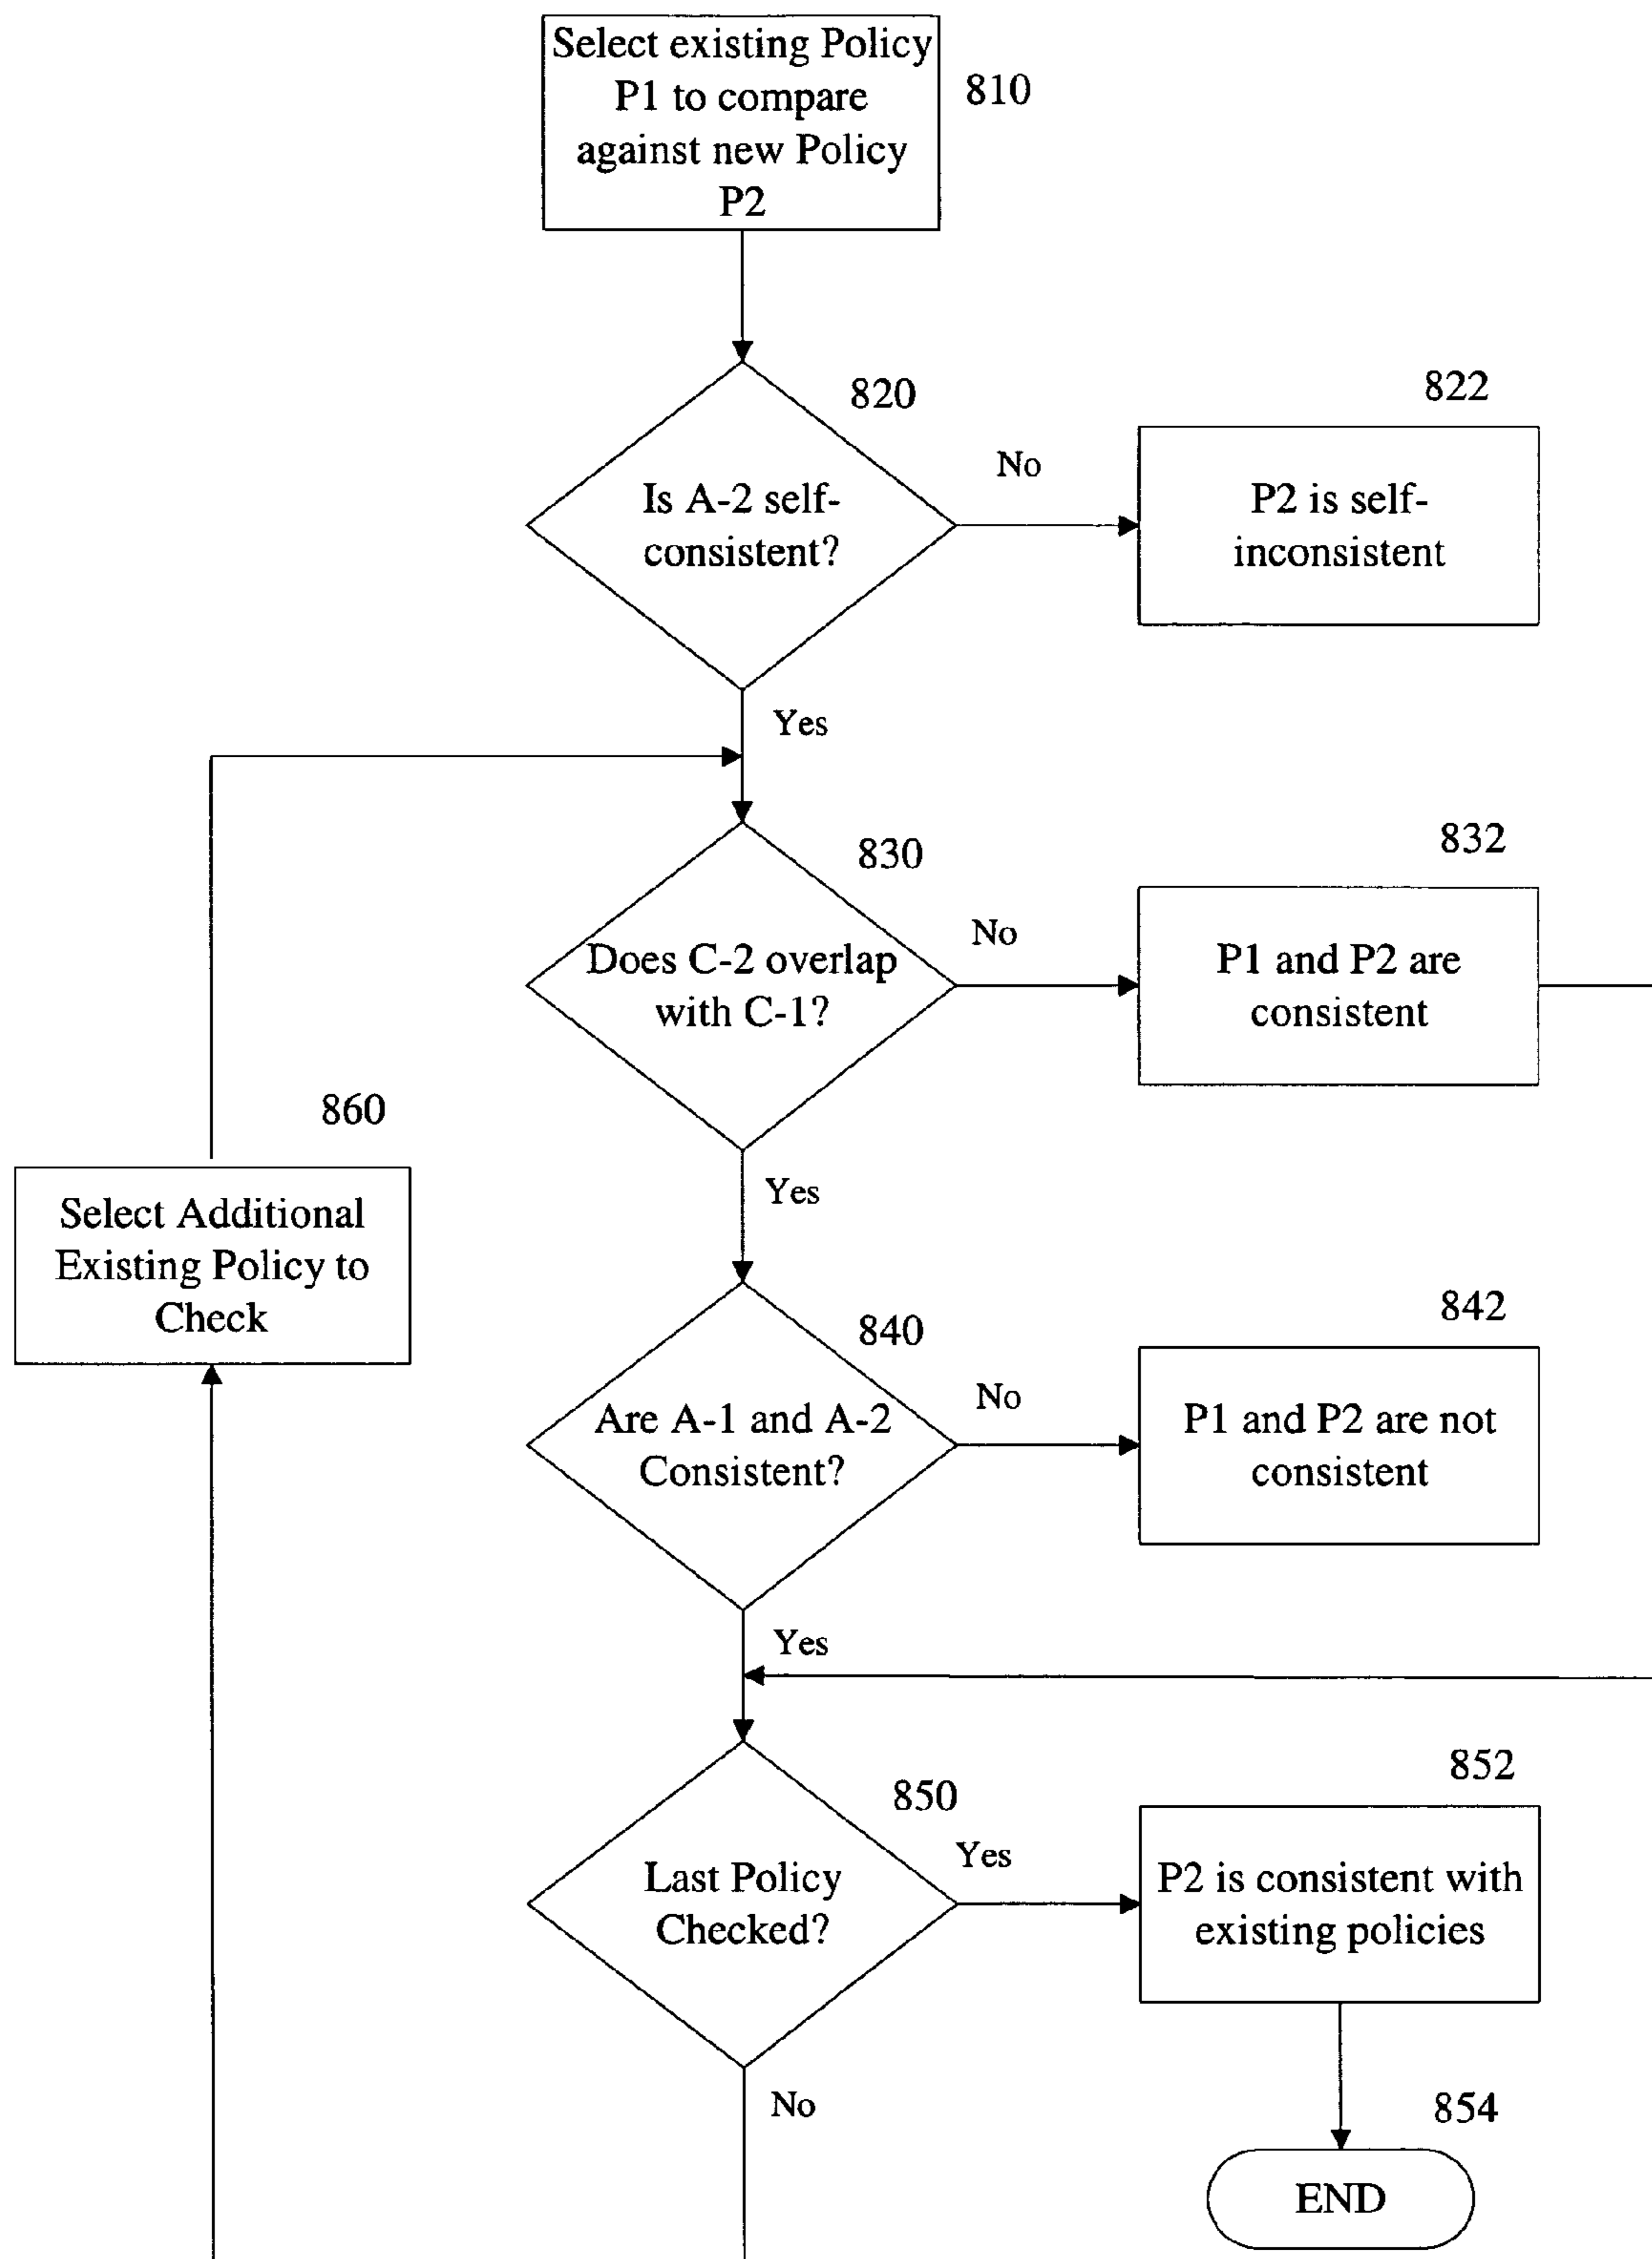 Select existing Policy
P1 to compare
against new Policy
P2
810
820
Is A-2 self-
consistent?
No
822
P2 is self-
inconsistent
Yes
830
Does C-2 overlap
with C-1?
No
832
P1 and P2 are
consistent
Yes
860
Select Additional
Existing Policy to
Check
840
Are A-1 and A-2
Consistent?
No
842
P1 and P2 are not
consistent
Yes
850
Last Policy
Checked?
Yes
852
P2 is consistent with
existing policies
No
854
END